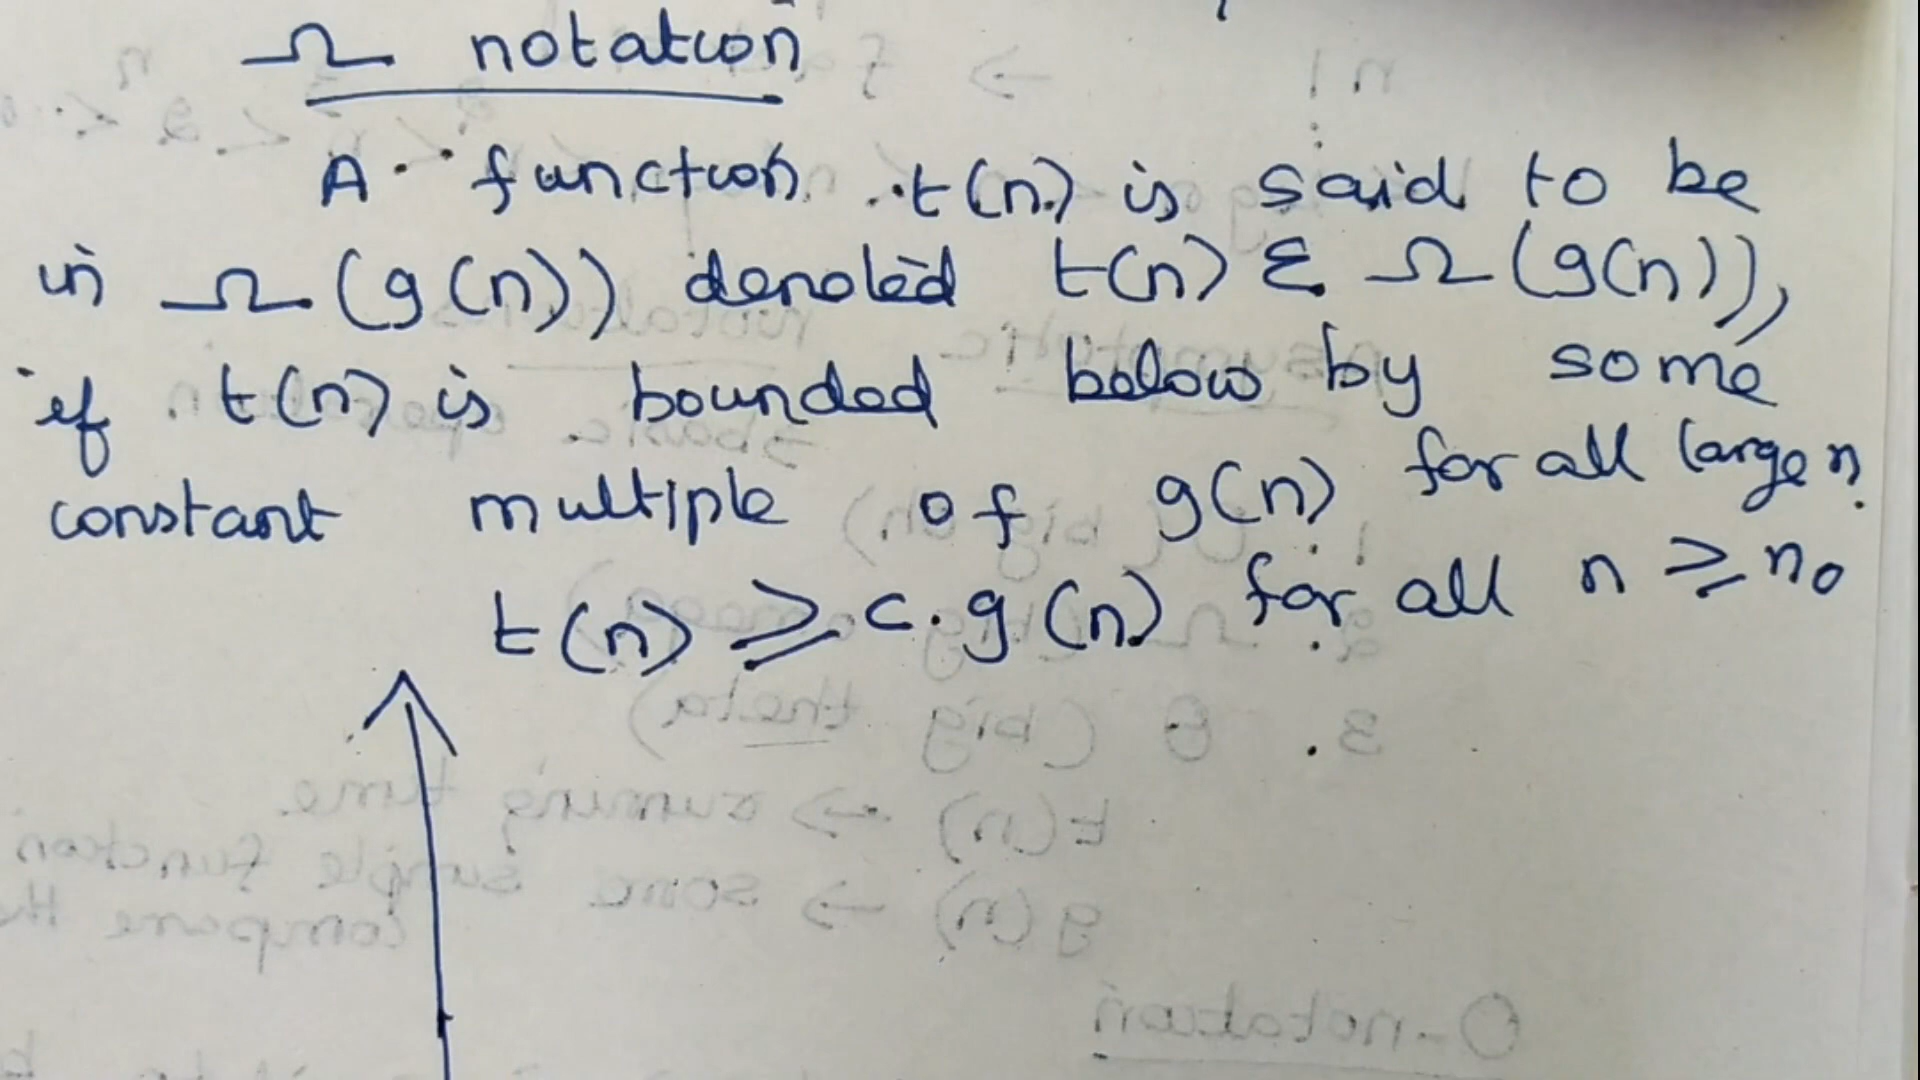 Ω notation
A function t(n) is said to be
in Ω(g(n)) denoted t(n) ε Ω(g(n)),
if t(n) is bounded below by some
constant multiple of g(n) for all large n.
t(n) ≥ c.g(n) for all n ≥ n₀